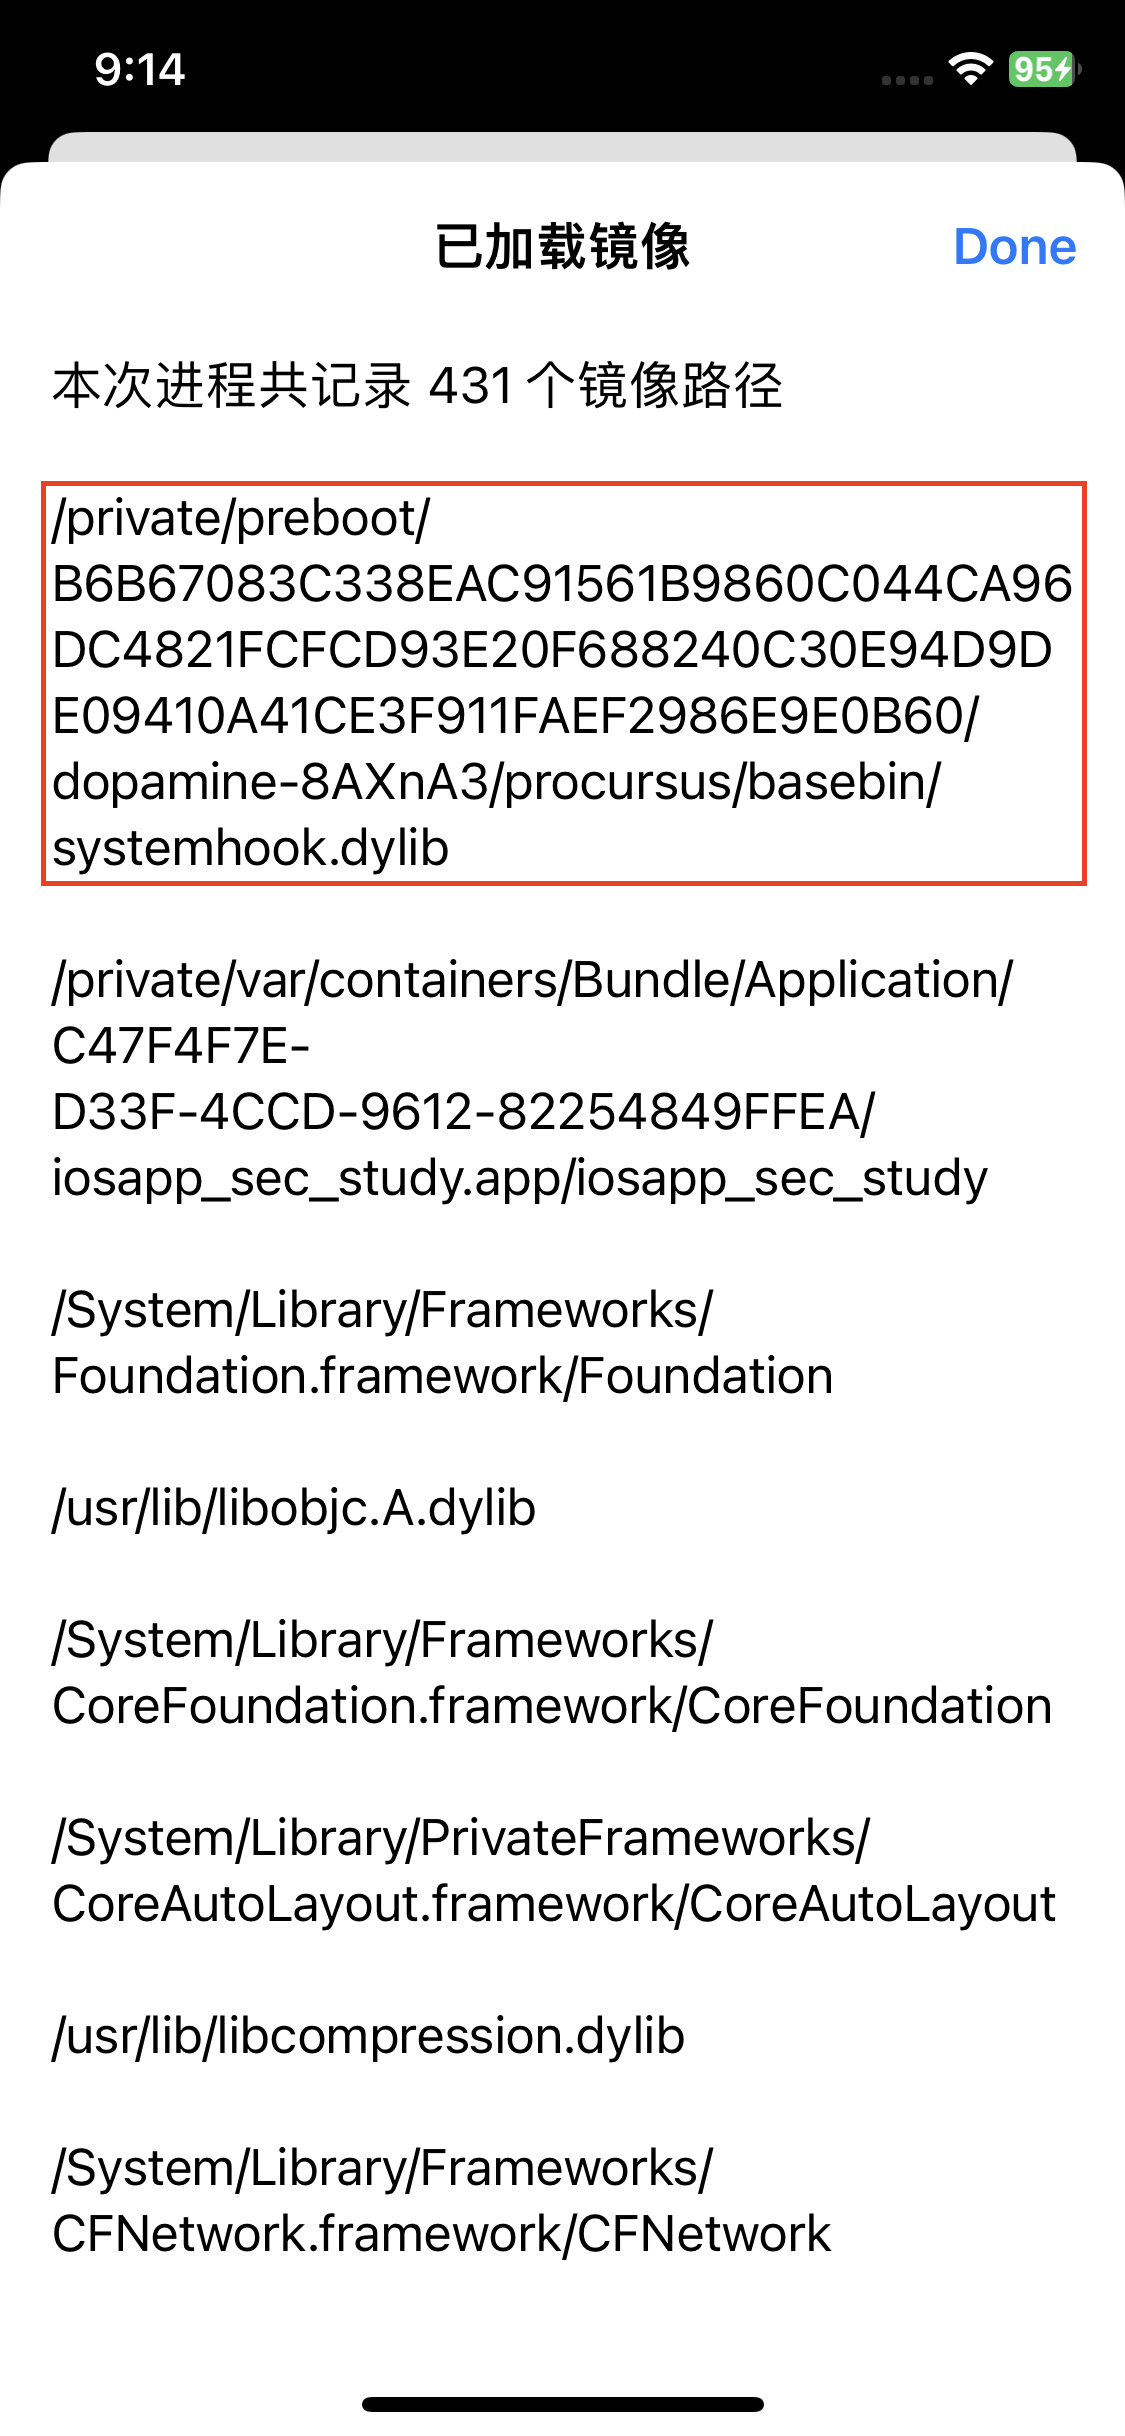 9:14
95
已加载镜像
Done
本次进程共记录 431 个镜像路径
/private/preboot/
B6B67083C338EAC91561B9860C044CA96
DC4821FCFCD93E20F688240C30E94D9D
E09410A41CE3F911FAEF2986E9E0B60/
dopamine-8AXnA3/procursus/basebin/
systemhook.dylib
/private/var/containers/Bundle/Application/
C47F4F7E-
D33F-4CCD-9612-82254849FFEA/
iosapp_sec_study.app/iosapp_sec_study
/System/Library/Frameworks/
Foundation.framework/Foundation
/usr/lib/libobjc.A.dylib
/System/Library/Frameworks/
CoreFoundation.framework/CoreFoundation
/System/Library/PrivateFrameworks/
CoreAutoLayout.framework/CoreAutoLayout
/usr/lib/libcompression.dylib
/System/Library/Frameworks/
CFNetwork.framework/CFNetwork